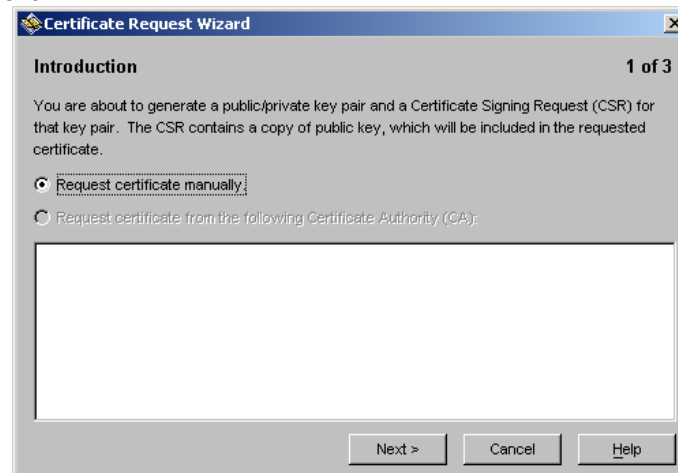 Certificate Request Wizard
Introduction
1 of 3
You are about to generate a public/private key pair and a Certificate Signing Request (CSR) for
that key pair. The CSR contains a copy of public key, which will be included in the requested
certificate.
Request certificate manually.
Request certificate from the following Certificate Authority (CA):
Next >
Cancel
Help